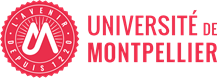 L'AVENIR
DEPUIS 1220
UNIVERSITÉ DE
MONTPELLIER